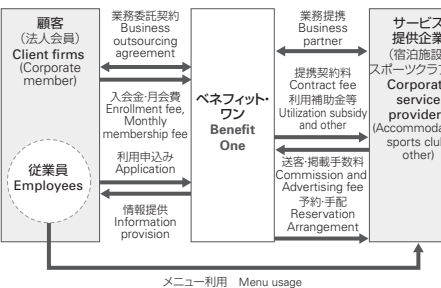 顧客
（法人会員）
Client firms
(Corporate
member)
従業員
Employees
業務委託契約
Business
outsourcing
agreement
入会金・月会費
Enrollment fee,
Monthly
membership fee
利用申込み
Application
情報提供
Information
provision
ベネフィット・
ワン
Benefit
One
業務提携
Business
partner
提携契約料
Contract fee
利用補助金等
Utilization subsidy
and other
送客・掲載手数料
Commission and
Advertising fee
予約・手配
Reservation
Arrangement
サービス
提供企業
（宿泊施設
スポーツクラブ
Corporat
service
provider
(Accommoda
sports clu
other)
メニュー利用 Menu usage